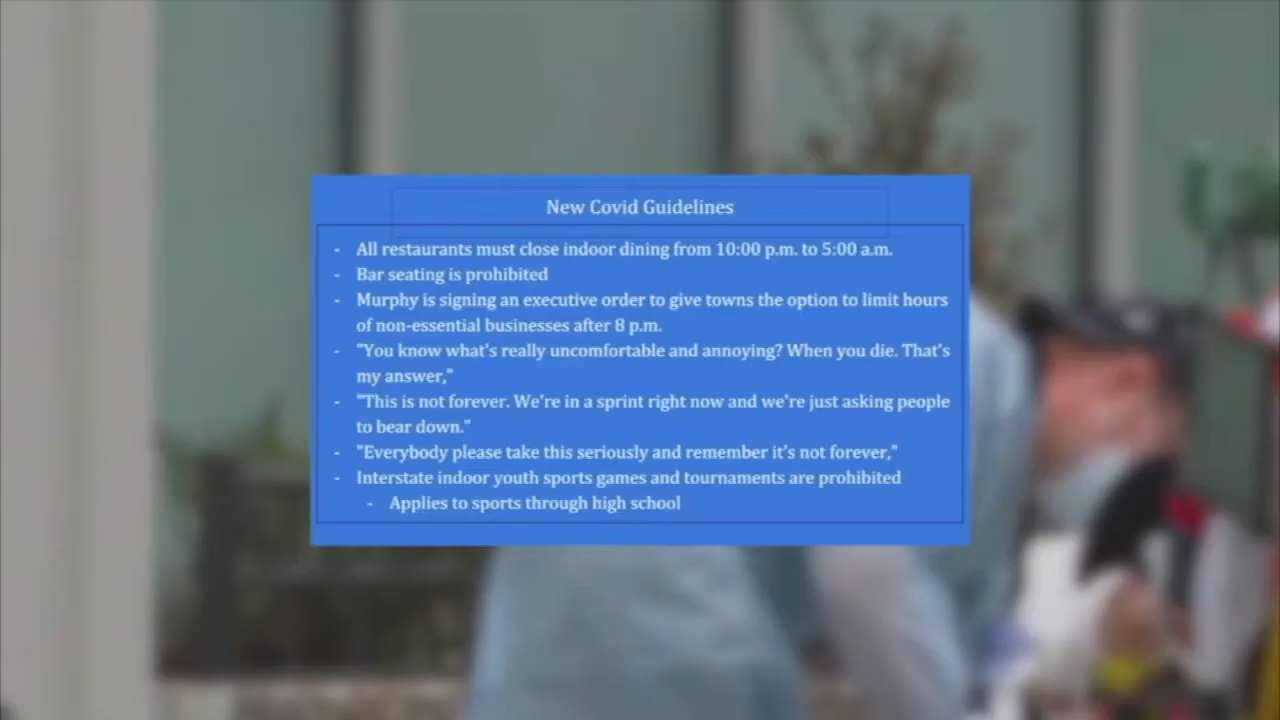 New Covid Guidelines
- All restaurants must close indoor dining from 10:00 p.m. to 5:00 a.m.
- Bar seating is prohibited
- Murphy is signing an executive order to give towns the option to limit hours
of non-essential businesses after 8 p.m.
- "You know what's really uncomfortable and annoying? When you die. That's
my answer,"
- "This is not forever. We're in a sprint right now and we're just asking people
to bear down."
- "Everybody please take this seriously and remember it's not forever,"
- Interstate indoor youth sports games and tournaments are prohibited
- Applies to sports through high school